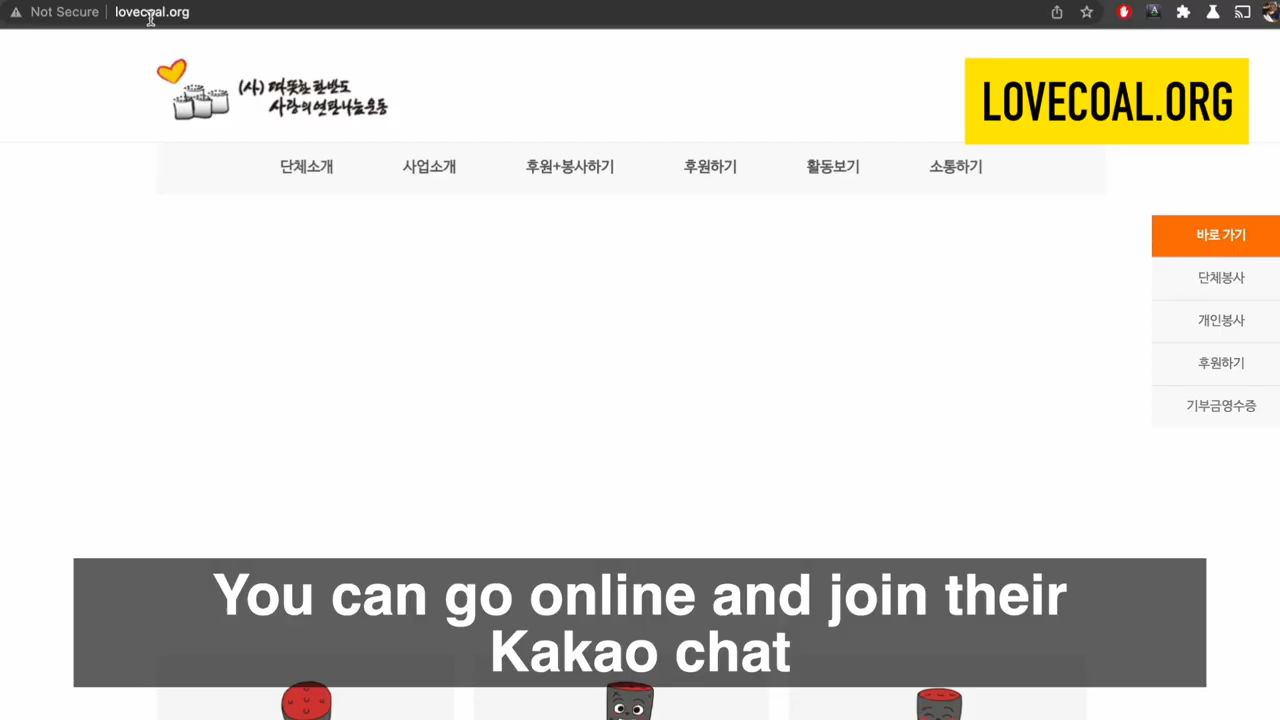 Not Secure lovecoal.org
(사) 따뜻한 한반도
사랑의 연탄나눔운동
LOVECOAL.ORG
단체소개 사업소개 후원+봉사하기 후원하기 활동보기 소통하기
바로 가기
단체봉사
개인봉사
후원하기
기부금영수증
You can go online and join their
Kakao chat